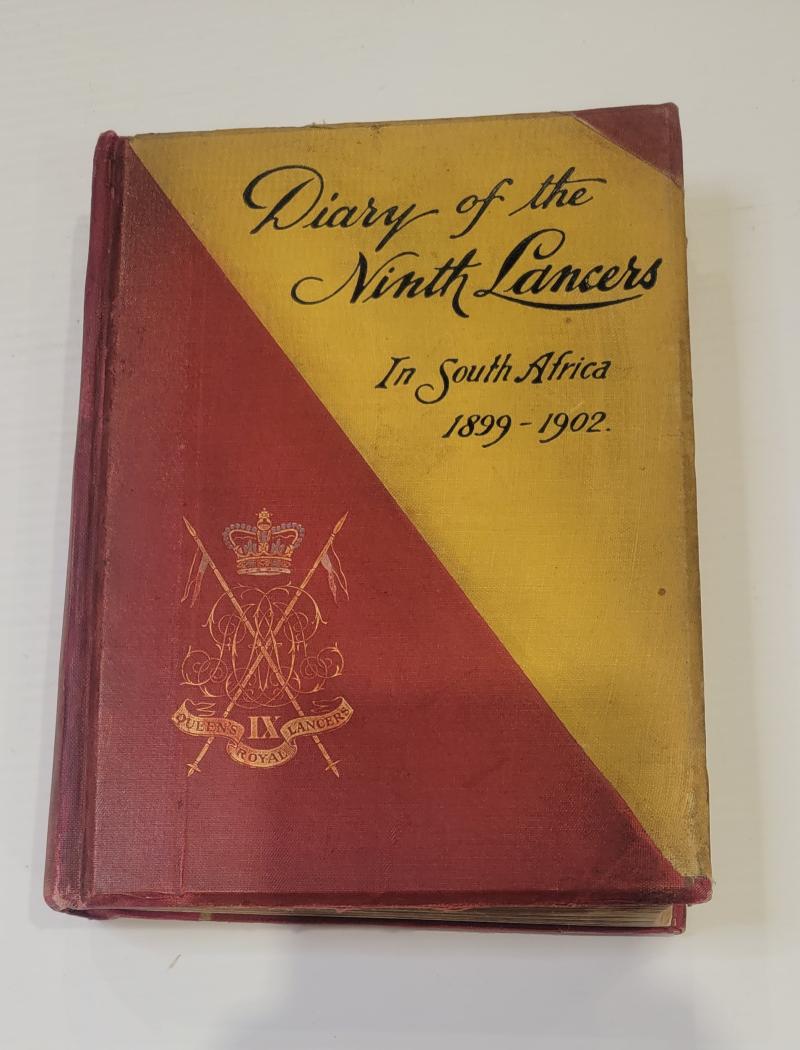 Diary of the
Ninth Lancers
In South Africa
1899-1902.
QUEEN'S IX LANCERS
ROYAL